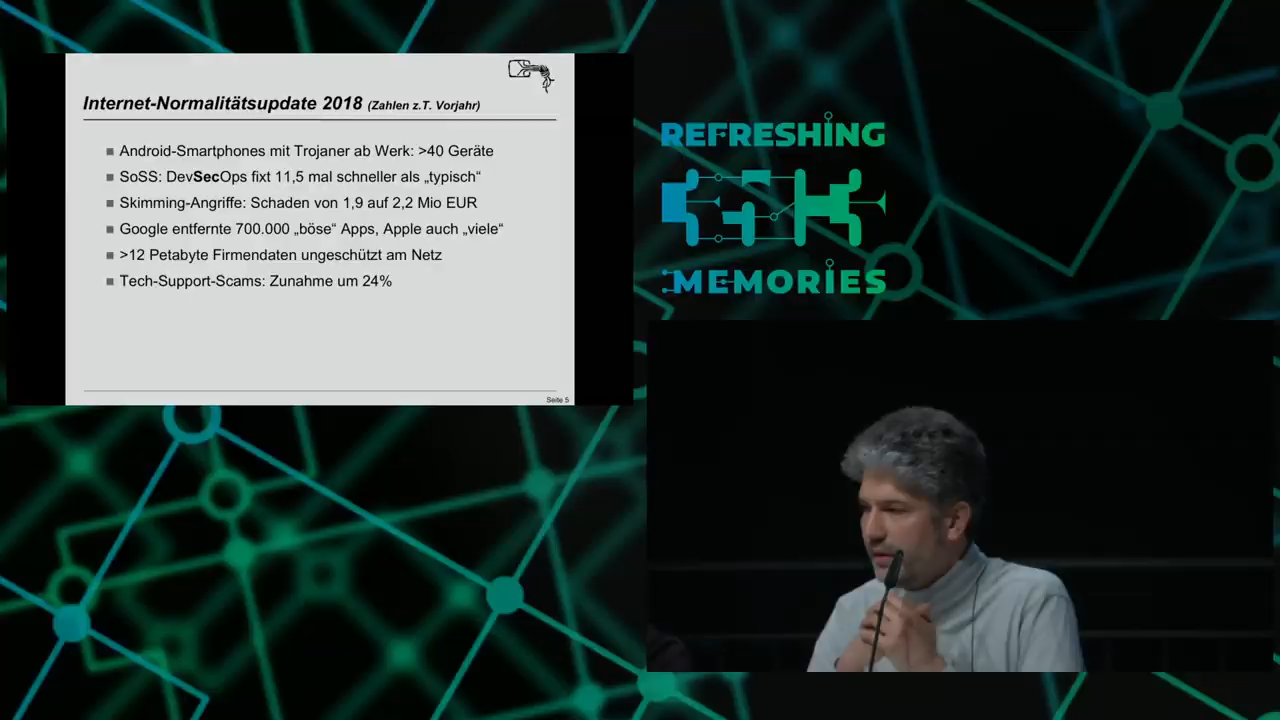 Internet-Normalitätsupdate 2018 (Zahlen z.T. Vorjahr)
Android-Smartphones mit Trojaner ab Werk: >40 Geräte
SoSS: DevSecOps fixt 11,5 mal schneller als „typisch“
Skimming-Angriffe: Schaden von 1,9 auf 2,2 Mio EUR
Google entfernte 700.000 „böse“ Apps, Apple auch „viele“
>12 Petabyte Firmendaten ungeschützt am Netz
Tech-Support-Scams: Zunahme um 24%
Seite 5
REFRESHING
MEMORIES